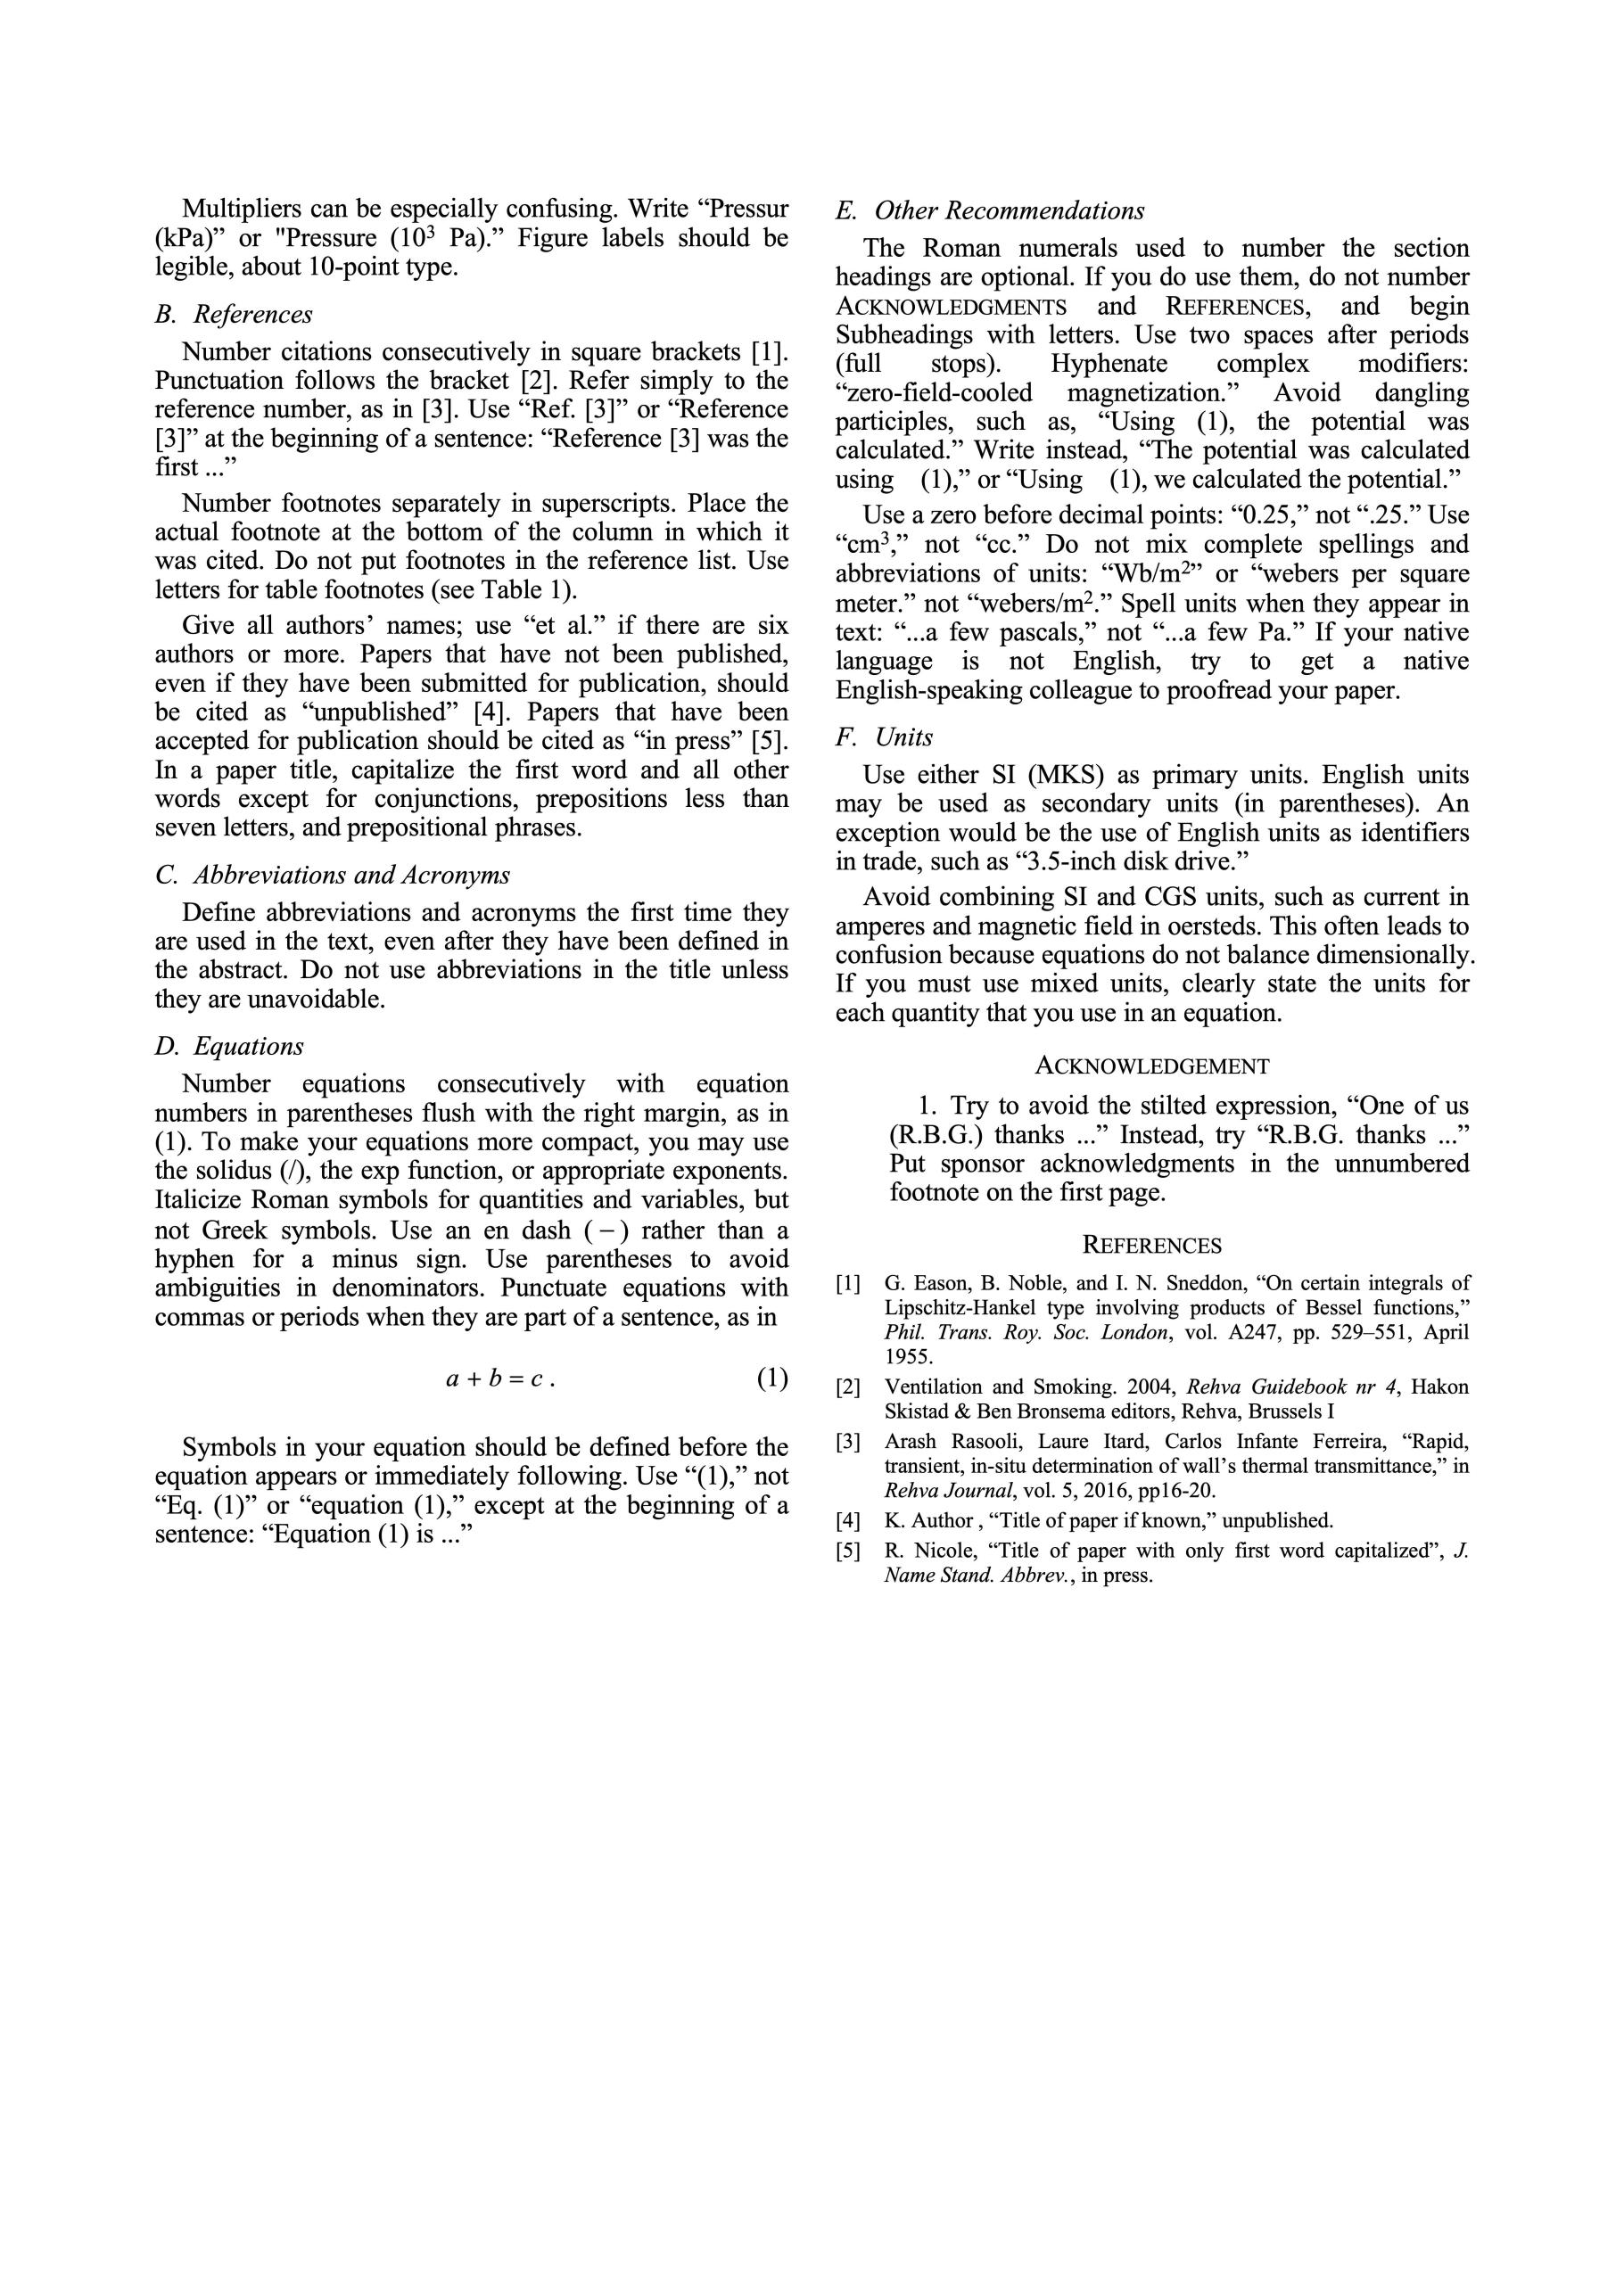 Multipliers can be especially confusing. Write “Pressur
(kPa)” or "Pressure (10³ Pa).” Figure labels should be
legible, about 10-point type.
B. References
Number citations consecutively in square brackets [1].
Punctuation follows the bracket [2]. Refer simply to the
reference number, as in [3]. Use “Ref. [3]” or “Reference
[3]” at the beginning of a sentence: “Reference [3] was the
first ...”
Number footnotes separately in superscripts. Place the
actual footnote at the bottom of the column in which it
was cited. Do not put footnotes in the reference list. Use
letters for table footnotes (see Table 1).
Give all authors’ names; use “et al.” if there are six
authors or more. Papers that have not been published,
even if they have been submitted for publication, should
be cited as “unpublished” [4]. Papers that have been
accepted for publication should be cited as “in press” [5].
In a paper title, capitalize the first word and all other
words except for conjunctions, prepositions less than
seven letters, and prepositional phrases.
C. Abbreviations and Acronyms
Define abbreviations and acronyms the first time they
are used in the text, even after they have been defined in
the abstract. Do not use abbreviations in the title unless
they are unavoidable.
D. Equations
Number equations consecutively with equation
numbers in parentheses flush with the right margin, as in
(1). To make your equations more compact, you may use
the solidus (/), the exp function, or appropriate exponents.
Italicize Roman symbols for quantities and variables, but
not Greek symbols. Use an en dash (–) rather than a
hyphen for a minus sign. Use parentheses to avoid
ambiguities in denominators. Punctuate equations with
commas or periods when they are part of a sentence, as in
a + b = c . (1)
Symbols in your equation should be defined before the
equation appears or immediately following. Use “(1),” not
“Eq. (1)” or “equation (1),” except at the beginning of a
sentence: “Equation (1) is ...”
E. Other Recommendations
The Roman numerals used to number the section
headings are optional. If you do use them, do not number
ACKNOWLEDGMENTS and REFERENCES, and begin
Subheadings with letters. Use two spaces after periods
(full stops). Hyphenate complex modifiers:
“zero-field-cooled magnetization.” Avoid dangling
participles, such as, “Using (1), the potential was
calculated.” Write instead, “The potential was calculated
using (1),” or “Using (1), we calculated the potential.”
Use a zero before decimal points: “0.25,” not “.25.” Use
“cm³,” not “cc.” Do not mix complete spellings and
abbreviations of units: “Wb/m²” or “webers per square
meter.” not “webers/m².” Spell units when they appear in
text: “...a few pascals,” not “...a few Pa.” If your native
language is not English, try to get a native
English-speaking colleague to proofread your paper.
F. Units
Use either SI (MKS) as primary units. English units
may be used as secondary units (in parentheses). An
exception would be the use of English units as identifiers
in trade, such as “3.5-inch disk drive.”
Avoid combining SI and CGS units, such as current in
amperes and magnetic field in oersteds. This often leads to
confusion because equations do not balance dimensionally.
If you must use mixed units, clearly state the units for
each quantity that you use in an equation.
ACKNOWLEDGEMENT
1. Try to avoid the stilted expression, “One of us
(R.B.G.) thanks ...” Instead, try “R.B.G. thanks ...”
Put sponsor acknowledgments in the unnumbered
footnote on the first page.
REFERENCES
[1] G. Eason, B. Noble, and I. N. Sneddon, “On certain integrals of
Lipschitz-Hankel type involving products of Bessel functions,”
Phil. Trans. Roy. Soc. London, vol. A247, pp. 529–551, April
1955.
[2] Ventilation and Smoking. 2004, Rehva Guidebook nr 4, Hakon
Skistad & Ben Bronsema editors, Rehva, Brussels I
[3] Arash Rasooli, Laure Itard, Carlos Infante Ferreira, “Rapid,
transient, in-situ determination of wall’s thermal transmittance,” in
Rehva Journal, vol. 5, 2016, pp16-20.
[4] K. Author , “Title of paper if known,” unpublished.
[5] R. Nicole, “Title of paper with only first word capitalized”, J.
Name Stand. Abbrev., in press.